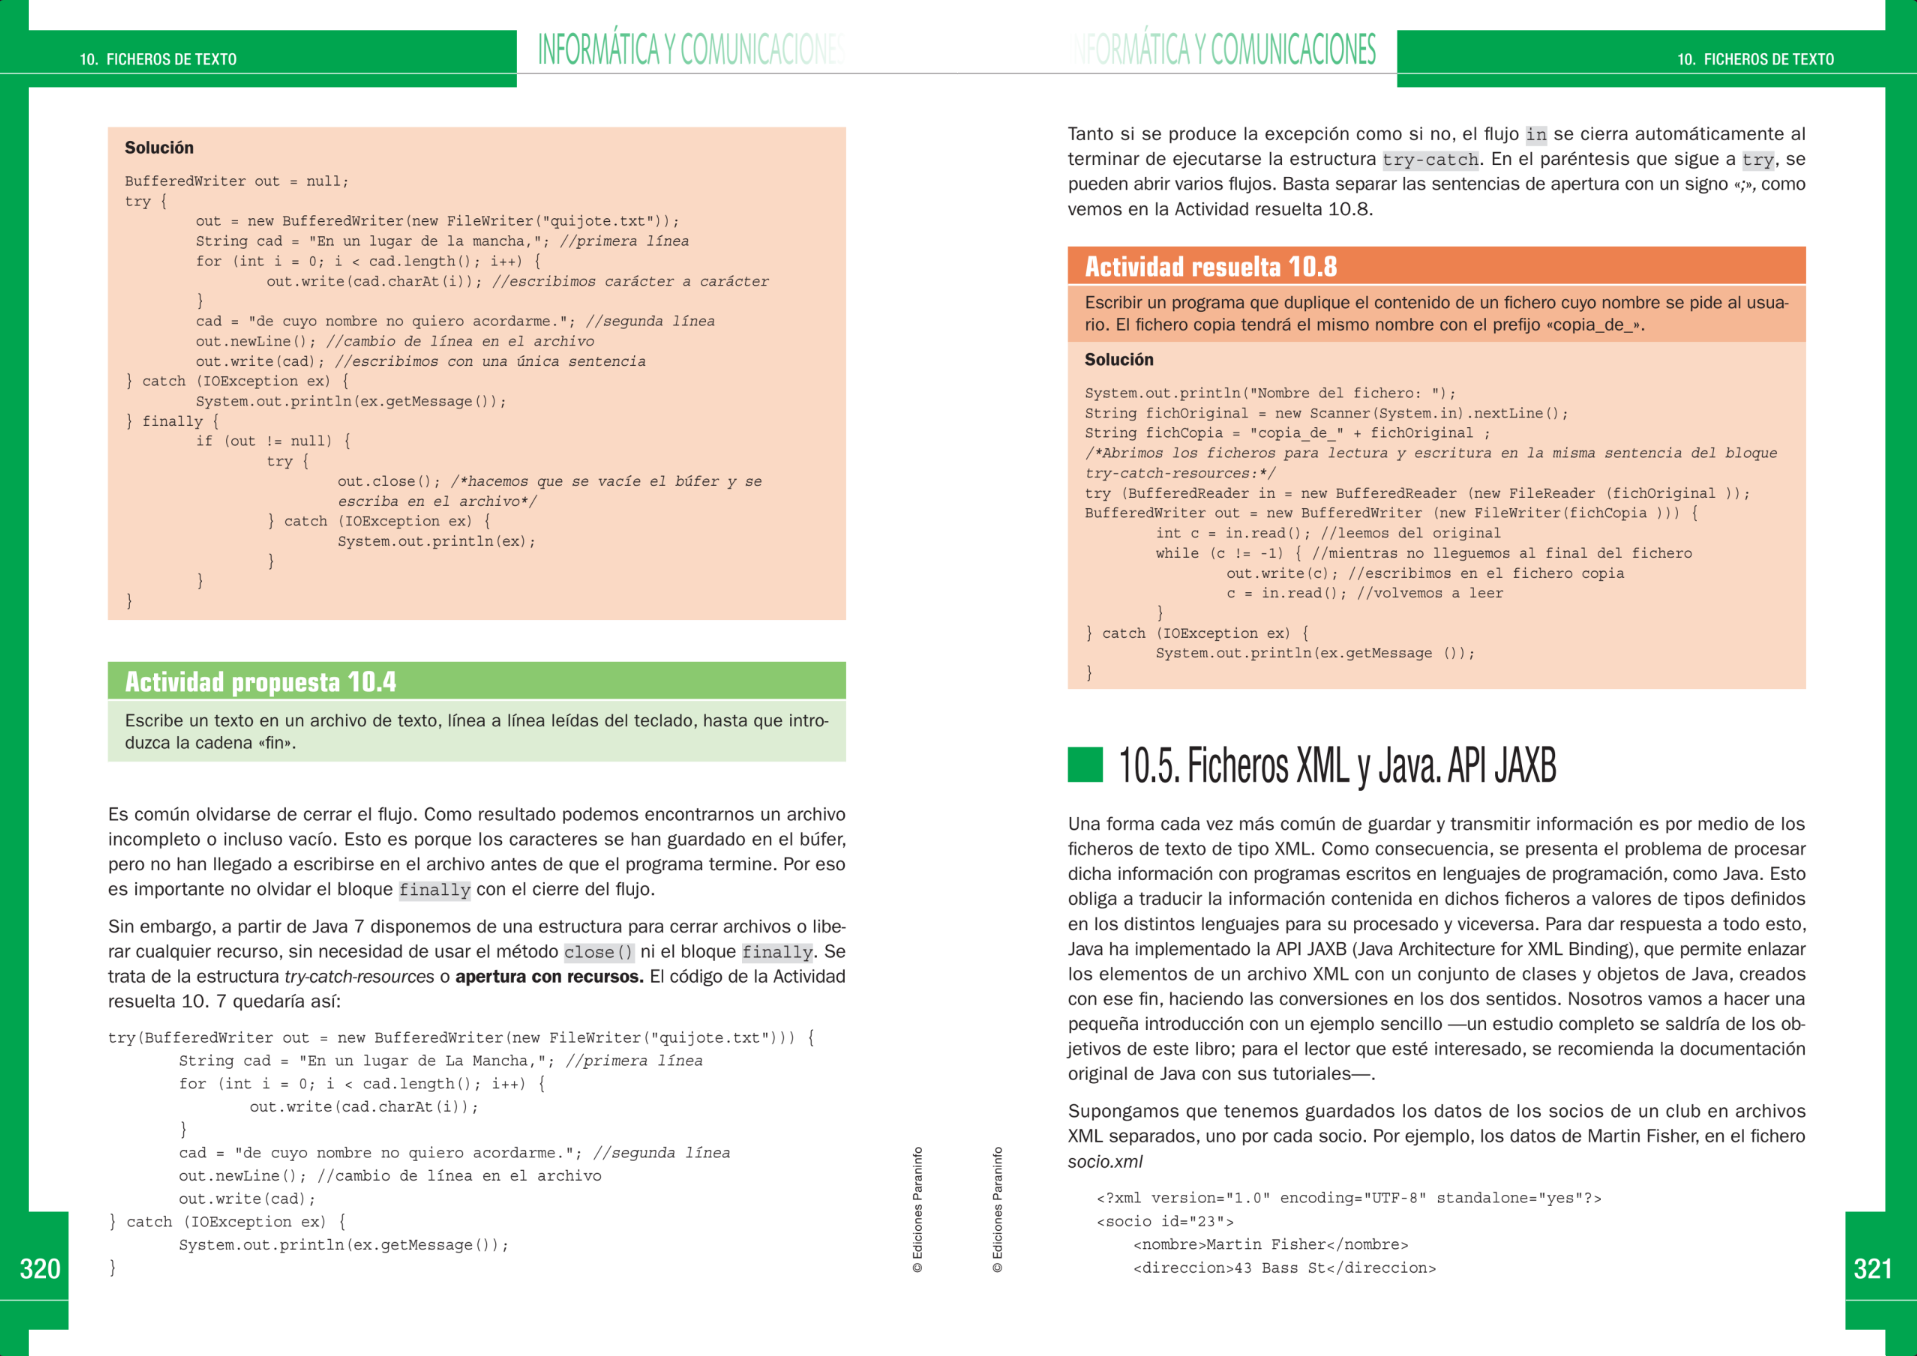 10. FICHEROS DE TEXTO
INFORMÁTICA Y COMUNICACIONES
Solución
BufferedWriter out = null;
try {
out = new BufferedWriter(new FileWriter("quijote.txt"));
String cad = "En un lugar de la mancha,"; //primera línea
for (int i = 0; i < cad.length(); i++) {
out.write(cad.charAt(i)); //escribimos carácter a carácter
}
cad = "de cuyo nombre no quiero acordarme."; //segunda línea
out.newLine(); //cambio de línea en el archivo
out.write(cad); //escribimos con una única sentencia
} catch (IOException ex) {
System.out.println(ex.getMessage());
} finally {
if (out != null) {
try {
out.close(); /*hacemos que se vacíe el búfer y se
escriba en el archivo*/
} catch (IOException ex) {
System.out.println(ex);
}
}
}
Actividad propuesta 10.4
Escribe un texto en un archivo de texto, línea a línea leídas del teclado, hasta que intro-
duzca la cadena «fin».
Es común olvidarse de cerrar el flujo. Como resultado podemos encontrarnos un archivo
incompleto o incluso vacío. Esto es porque los caracteres se han guardado en el búfer,
pero no han llegado a escribirse en el archivo antes de que el programa termine. Por eso
es importante no olvidar el bloque finally con el cierre del flujo.
Sin embargo, a partir de Java 7 disponemos de una estructura para cerrar archivos o libe-
rar cualquier recurso, sin necesidad de usar el método close() ni el bloque finally. Se
trata de la estructura try-catch-resources o apertura con recursos. El código de la Actividad
resuelta 10. 7 quedaría así:
try(BufferedWriter out = new BufferedWriter(new FileWriter("quijote.txt"))) {
String cad = "En un lugar de La Mancha,"; //primera línea
for (int i = 0; i < cad.length(); i++) {
out.write(cad.charAt(i));
}
cad = "de cuyo nombre no quiero acordarme."; //segunda línea
out.newLine(); //cambio de línea en el archivo
out.write(cad);
} catch (IOException ex) {
System.out.println(ex.getMessage());
}
320
© Ediciones Paraninfo
INFORMÁTICA Y COMUNICACIONES
10. FICHEROS DE TEXTO
Tanto si se produce la excepción como si no, el flujo in se cierra automáticamente al
terminar de ejecutarse la estructura try-catch. En el paréntesis que sigue a try, se
pueden abrir varios flujos. Basta separar las sentencias de apertura con un signo «;», como
vemos en la Actividad resuelta 10.8.
Actividad resuelta 10.8
Escribir un programa que duplique el contenido de un fichero cuyo nombre se pide al usua-
rio. El fichero copia tendrá el mismo nombre con el prefijo «copia_de_».
Solución
System.out.println("Nombre del fichero: ");
String fichOriginal = new Scanner(System.in).nextLine();
String fichCopia = "copia_de_" + fichOriginal ;
/*Abrimos los ficheros para lectura y escritura en la misma sentencia del bloque
try-catch-resources:*/
try (BufferedReader in = new BufferedReader (new FileReader (fichOriginal ));
BufferedWriter out = new BufferedWriter (new FileWriter(fichCopia ))) {
int c = in.read(); //leemos del original
while (c != -1) { //mientras no lleguemos al final del fichero
out.write(c); //escribimos en el fichero copia
c = in.read(); //volvemos a leer
}
} catch (IOException ex) {
System.out.println(ex.getMessage ());
}
10.5. Ficheros XML y Java. API JAXB
Una forma cada vez más común de guardar y transmitir información es por medio de los
ficheros de texto de tipo XML. Como consecuencia, se presenta el problema de procesar
dicha información con programas escritos en lenguajes de programación, como Java. Esto
obliga a traducir la información contenida en dichos ficheros a valores de tipos definidos
en los distintos lenguajes para su procesado y viceversa. Para dar respuesta a todo esto,
Java ha implementado la API JAXB (Java Architecture for XML Binding), que permite enlazar
los elementos de un archivo XML con un conjunto de clases y objetos de Java, creados
con ese fin, haciendo las conversiones en los dos sentidos. Nosotros vamos a hacer una
pequeña introducción con un ejemplo sencillo —un estudio completo se saldría de los ob-
jetivos de este libro; para el lector que esté interesado, se recomienda la documentación
original de Java con sus tutoriales—.
Supongamos que tenemos guardados los datos de los socios de un club en archivos
XML separados, uno por cada socio. Por ejemplo, los datos de Martin Fisher, en el fichero
socio.xml
<?xml version="1.0" encoding="UTF-8" standalone="yes"?>
<socio id="23">
<nombre>Martin Fisher</nombre>
<direccion>43 Bass St</direccion>
© Ediciones Paraninfo
321